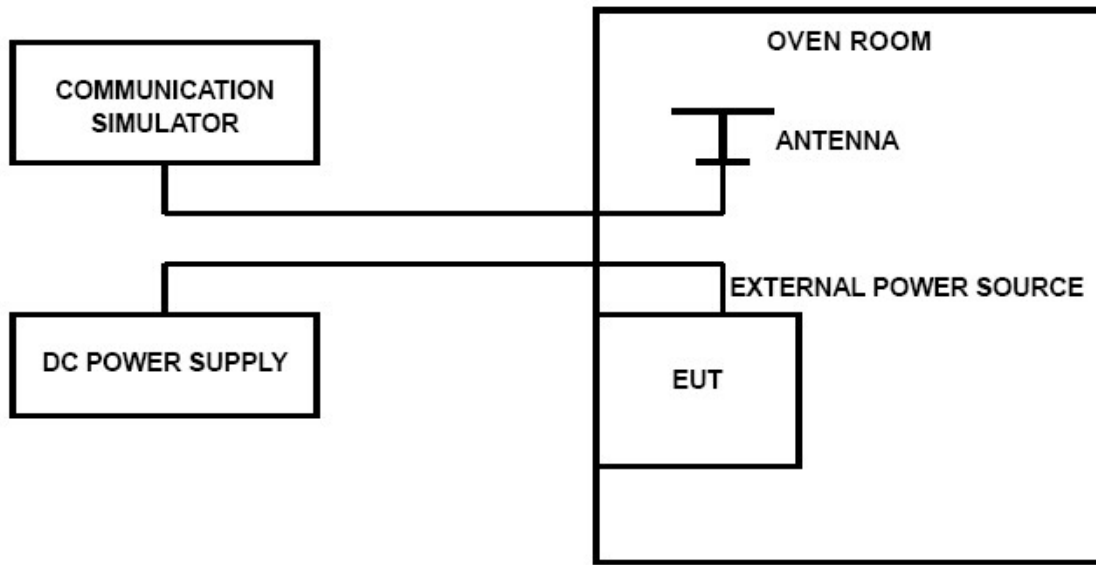 OVEN ROOM
COMMUNICATION
SIMULATOR
ANTENNA
EXTERNAL POWER SOURCE
DC POWER SUPPLY
EUT